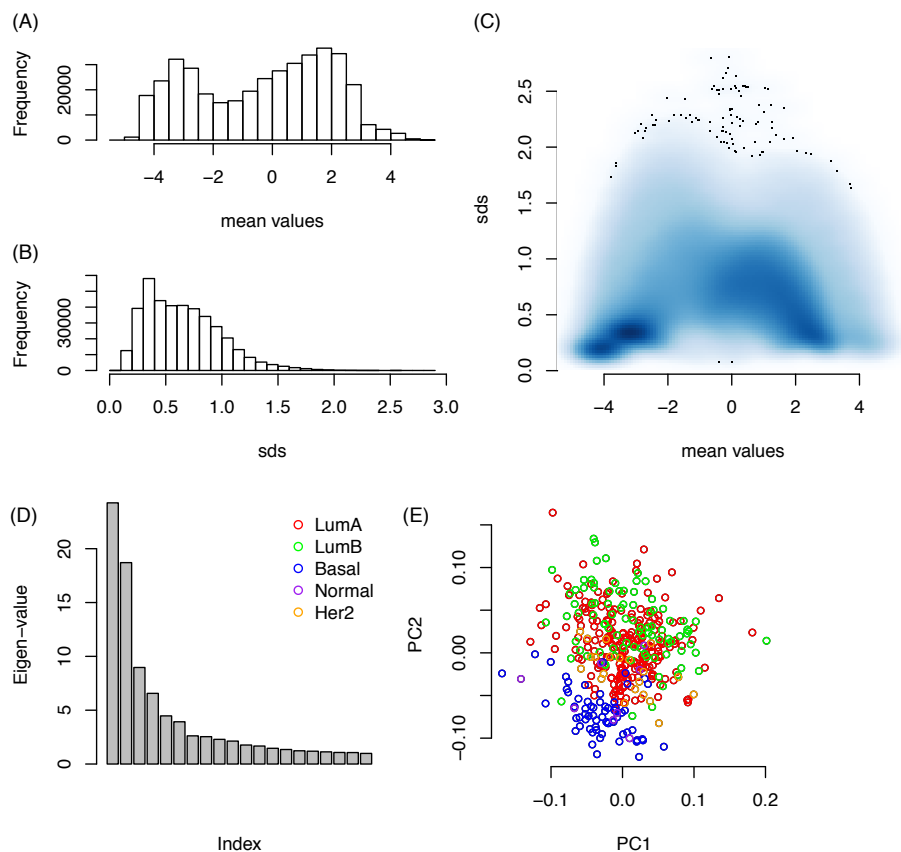 (A)
Frequency
0
20000
−4
−2
0
2
4
mean values
(B)
Frequency
0
30000
0.0
0.5
1.0
1.5
2.0
2.5
3.0
sds
(C)
sds
0.0
0.5
1.0
1.5
2.0
2.5
−4
−2
0
2
4
mean values
(D)
Eigen−value
0
5
10
15
20
Index
LumA
LumB
Basal
Normal
Her2
(E)
PC2
−0.10
0.00
0.10
−0.1
0.0
0.1
0.2
PC1